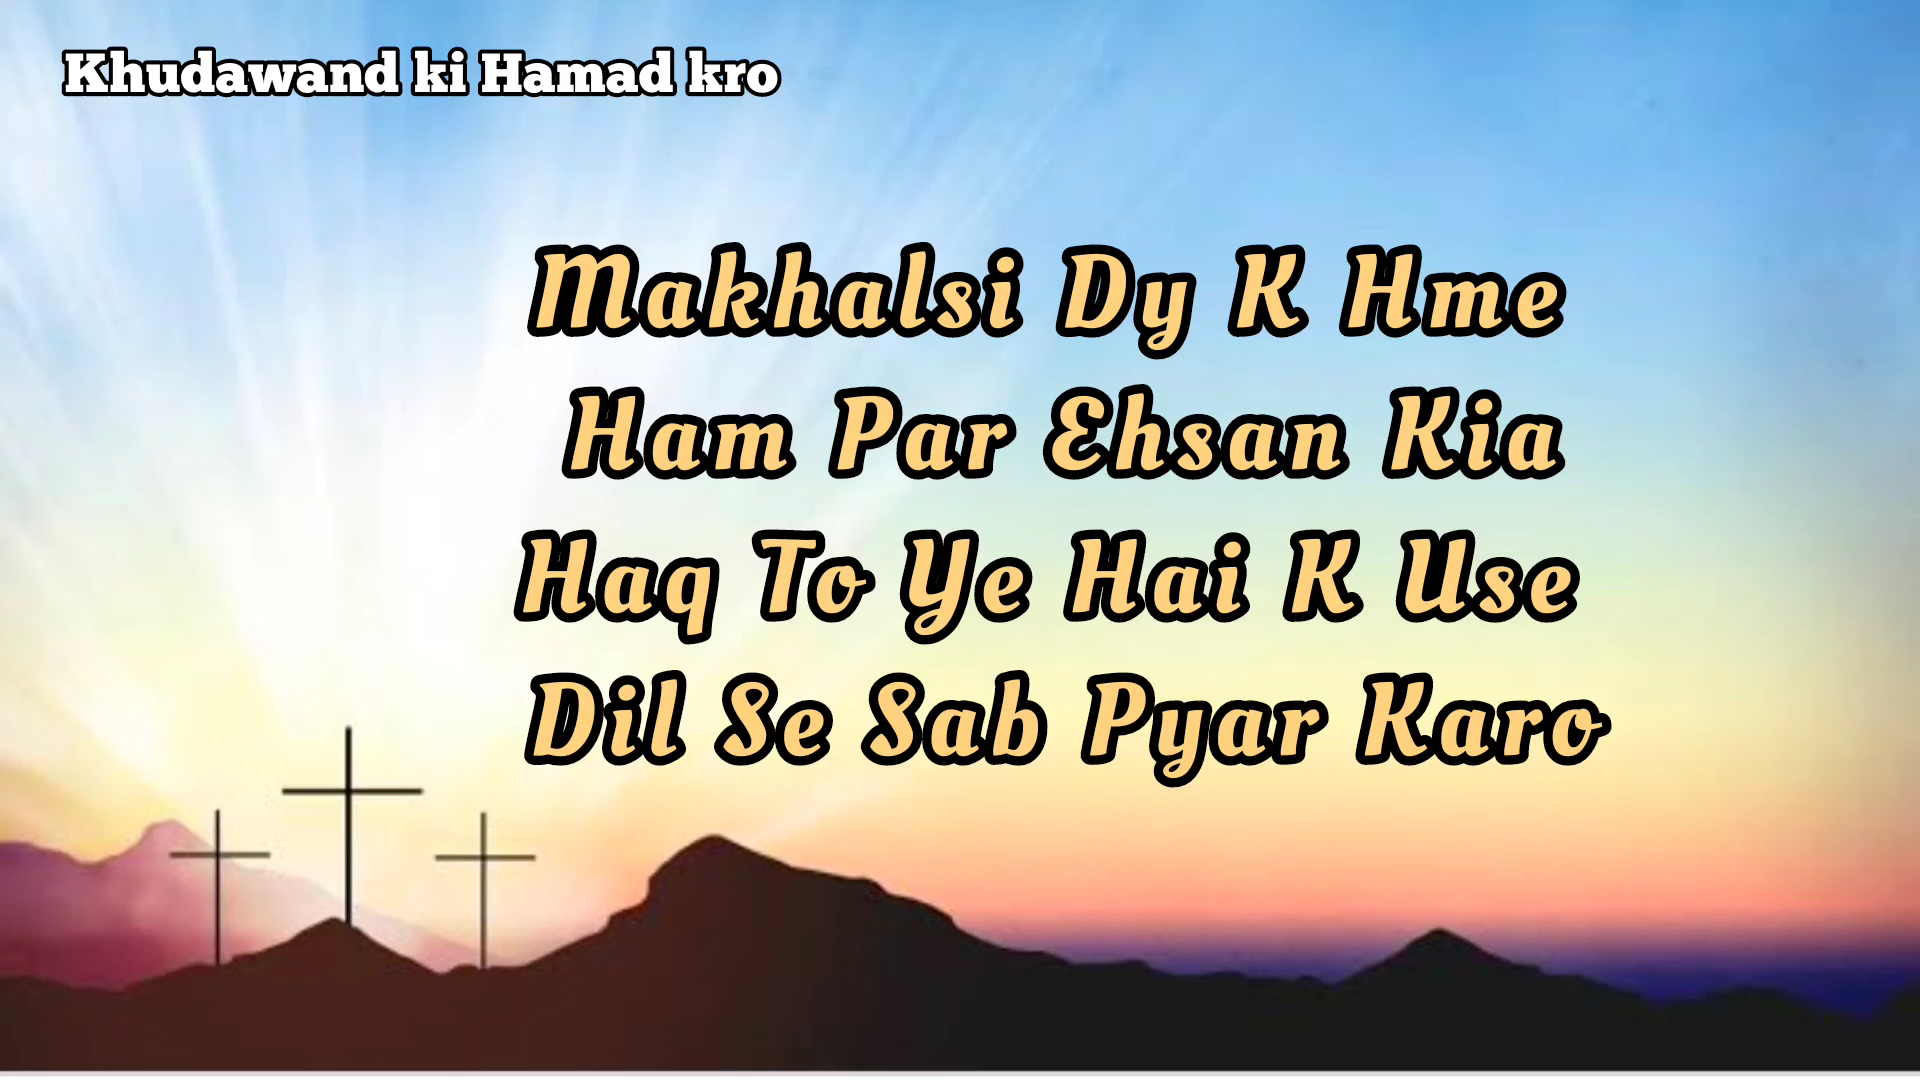 Khudawand ki Hamad kro
Makhalsi Dy K Hme
Ham Par Ehsan Kia
Haq To Ye Hai K Use
Dil Se Sab Pyar Karo